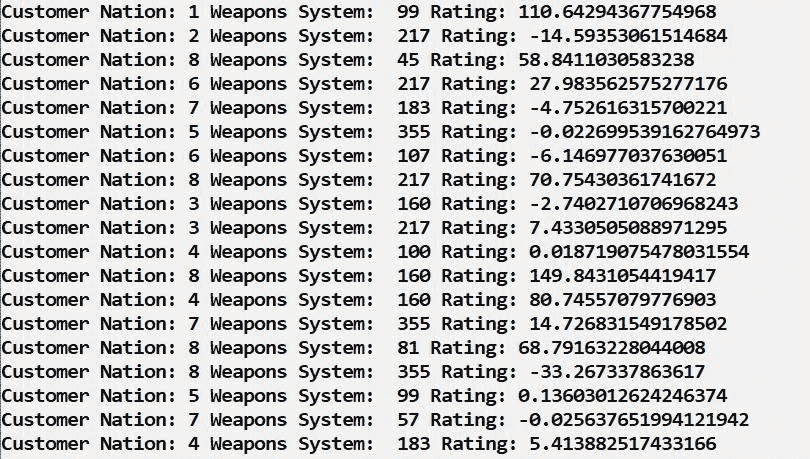 Customer Nation: 1 Weapons System:  99 Rating: 110.64294367754968
Customer Nation: 2 Weapons System:  217 Rating: -14.59353061514684
Customer Nation: 8 Weapons System:  45 Rating: 58.8411030583238
Customer Nation: 6 Weapons System:  217 Rating: 27.983562575277176
Customer Nation: 7 Weapons System:  183 Rating: -4.752616315700221
Customer Nation: 5 Weapons System:  355 Rating: -0.022699539162764973
Customer Nation: 6 Weapons System:  107 Rating: -6.146977037630051
Customer Nation: 8 Weapons System:  217 Rating: 70.75430361741672
Customer Nation: 3 Weapons System:  160 Rating: -2.7402710706968243
Customer Nation: 3 Weapons System:  217 Rating: 7.4330505088971295
Customer Nation: 4 Weapons System:  100 Rating: 0.018719075478031554
Customer Nation: 8 Weapons System:  160 Rating: 149.8431054419417
Customer Nation: 4 Weapons System:  160 Rating: 80.74557079776903
Customer Nation: 7 Weapons System:  355 Rating: 14.726831549178502
Customer Nation: 8 Weapons System:  81 Rating: 68.79163228044008
Customer Nation: 8 Weapons System:  355 Rating: -33.267337863617
Customer Nation: 5 Weapons System:  99 Rating: 0.13603012624246374
Customer Nation: 7 Weapons System:  57 Rating: -0.025637651994121942
Customer Nation: 4 Weapons System:  183 Rating: 5.413882517433166